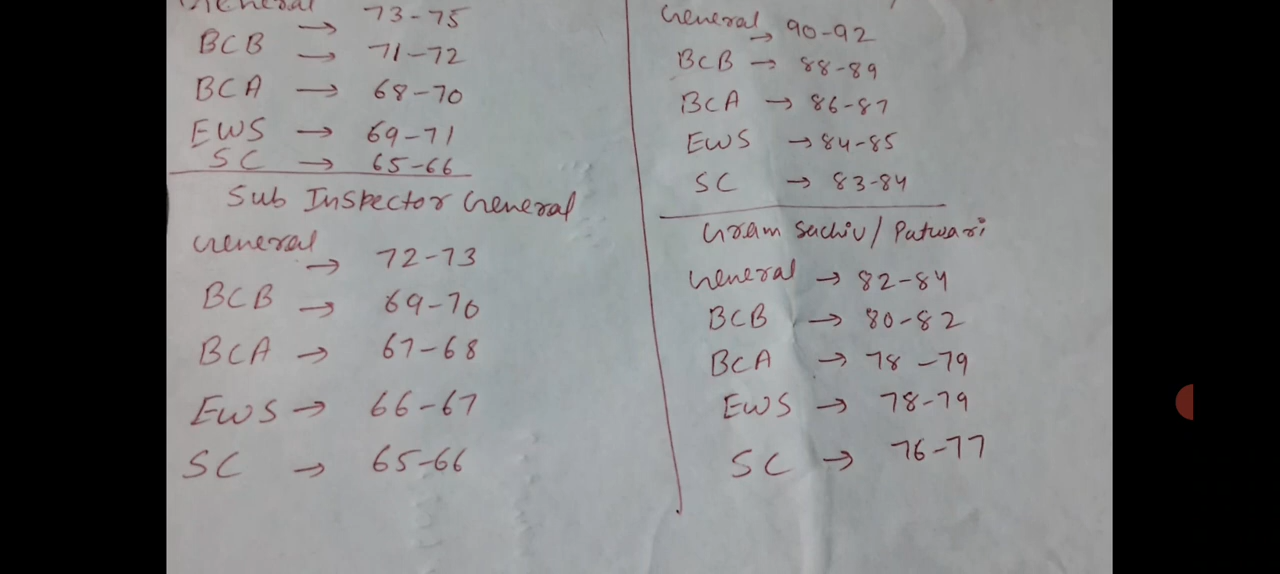 General → 73-75
BCB → 71-72
BCA → 68-70
EWS → 69-71
SC → 65-66
Sub Inspector General
General → 72-73
BCB → 69-70
BCA → 67-68
EWS → 66-67
SC → 65-66
General → 90-92
BCB → 88-89
BCA → 86-87
EWS → 84-85
SC → 83-84
Gram Sachiv/Patwari
General → 82-84
BCB → 80-82
BCA → 78-79
EWS → 78-79
SC → 76-77